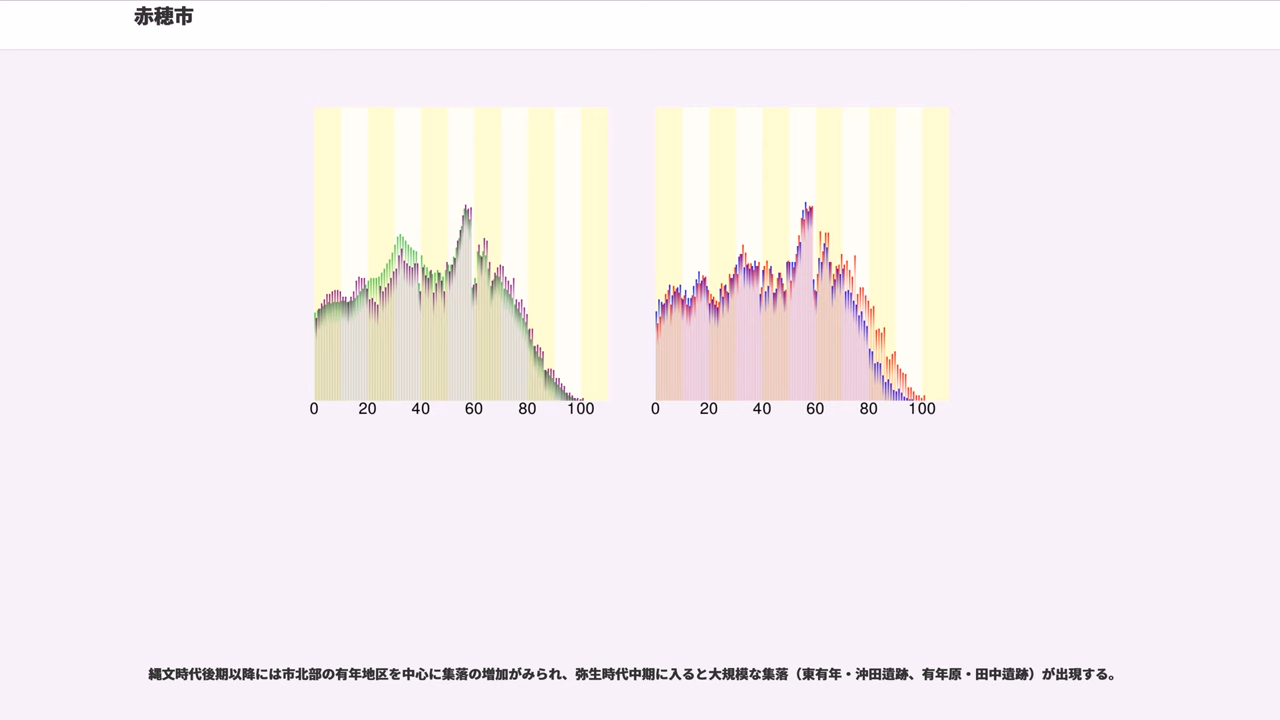 赤穂市
0 20 40 60 80 100
0 20 40 60 80 100
縄文時代後期以降には市北部の有年地区を中心に集落の増加がみられ、弥生時代中期に入ると大規模な集落（東有年・沖田遺跡、有年原・田中遺跡）が出現する。